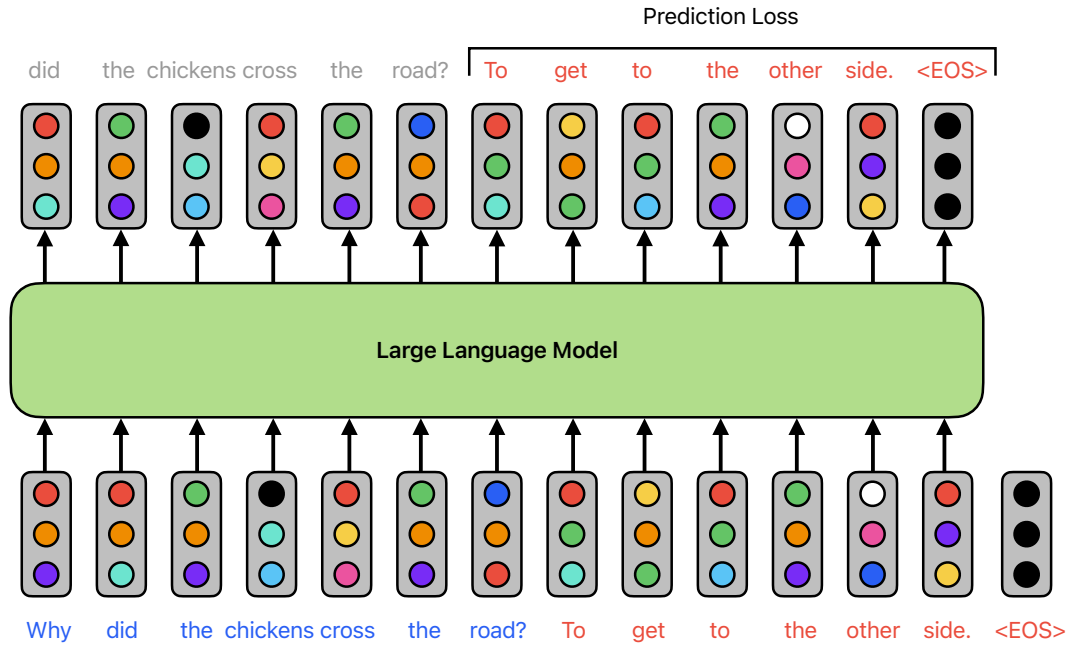 Prediction Loss
did the chickens cross the road? To get to the other side. <EOS>
Large Language Model
Why did the chickens cross the road? To get to the other side. <EOS>